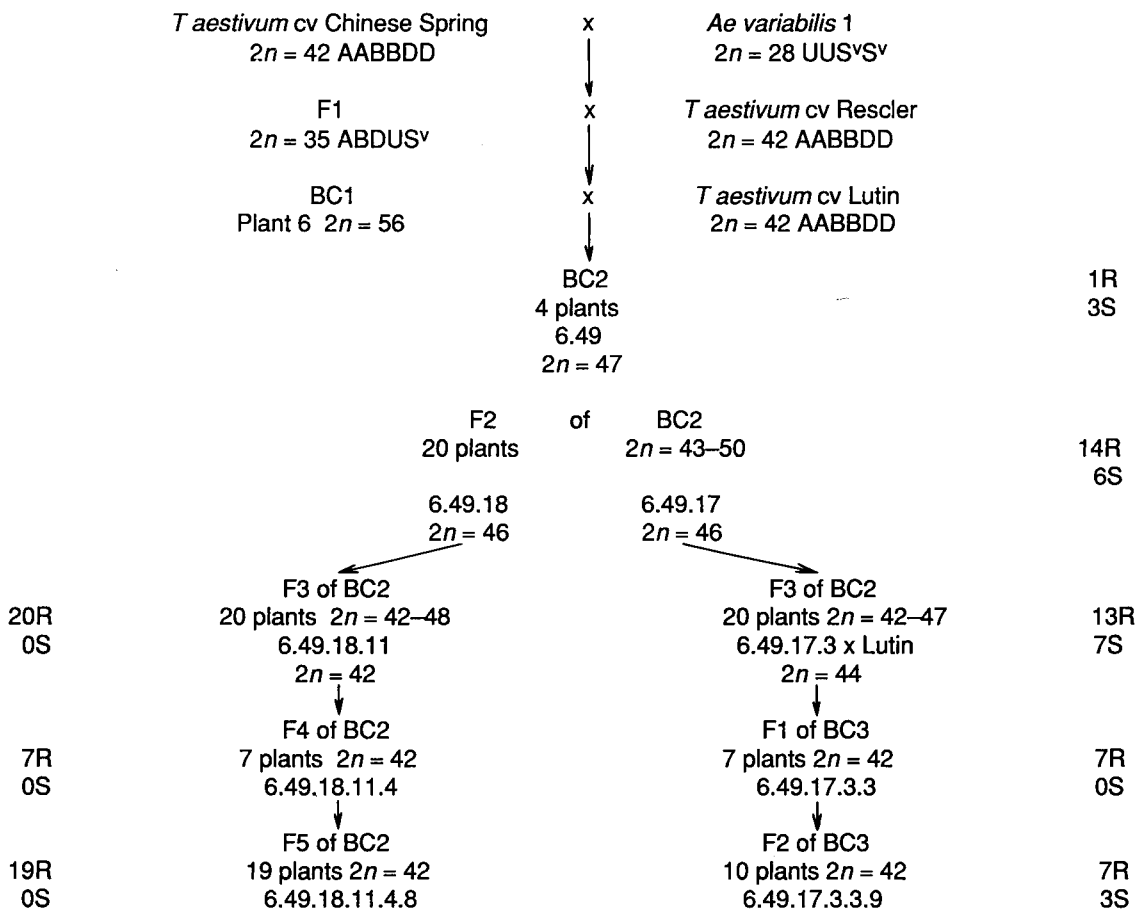 T aestivum cv Chinese Spring x Ae variabilis 1
2n = 42 AABBDD 2n = 28 UUSᵛSᵛ
F1 x T aestivum cv Rescler
2n = 35 ABDUSᵛ 2n = 42 AABBDD
BC1 x T aestivum cv Lutin
Plant 6 2n = 56 2n = 42 AABBDD
BC2 1R
4 plants 3S
6.49
2n = 47
F2 of BC2
20 plants 2n = 43–50 14R
6S
6.49.18 6.49.17
2n = 46 2n = 46
F3 of BC2 F3 of BC2
20R 20 plants 2n = 42–48 20 plants 2n = 42–47 13R
0S 6.49.18.11 6.49.17.3 x Lutin 7S
2n = 42 2n = 44
F4 of BC2 F1 of BC3
7R 7 plants 2n = 42 7 plants 2n = 42 7R
0S 6.49.18.11.4 6.49.17.3.3 0S
F5 of BC2 F2 of BC3
19R 19 plants 2n = 42 10 plants 2n = 42 7R
0S 6.49.18.11.4.8 6.49.17.3.3.9 3S